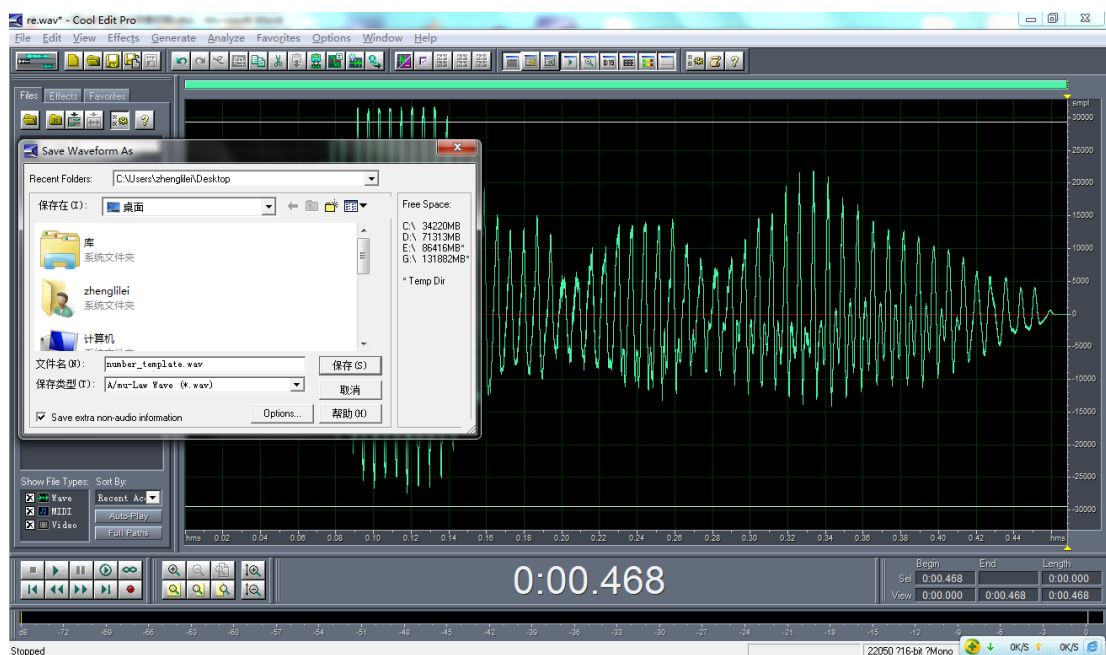 re.wav* - Cool Edit Pro
File Edit View Effects Generate Analyze Favorites Options Window Help
Files Effects Favorites
Save Waveform As
Recent Folders: C:\Users\zhenglilei\Desktop
保存在(I): 桌面
库
系统文件夹
zhenglilei
系统文件夹
计算机
文件名(N): number_template.wav 保存(S)
保存类型(T): A/mu-Law Wave (*.wav) 取消
Save extra non-audio information Options... 帮助(H)
Free Space:
C:\ 34220MB
D:\ 71313MB
E:\ 86416MB*
G:\ 131882MB*
* Temp Dir
smpl
30000
25000
20000
15000
10000
5000
0
-5000
-10000
-15000
-20000
-25000
-30000
Show File Types: Sort By:
Wave Recent Ac
MIDI Auto-Play
Video Full Paths
hms 0.02 0.04 0.06 0.08 0.10 0.12 0.14 0.16 0.18 0.20 0.22 0.24 0.26 0.28 0.30 0.32 0.34 0.36 0.38 0.40 0.42 0.44 hms
0:00.468
Begin End Length
Sel 0:00.468 0:00.000
View 0:00.000 0:00.468 0:00.468
dB -72 -69 -66 -63 -60 -57 -54 -51 -48 -45 -42 -39 -36 -33 -30 -27 -24 -21 -18 -15 -12 -9 -6 -3 0
Stopped 22050 ?16-bit ?Mono 0K/S 0K/S